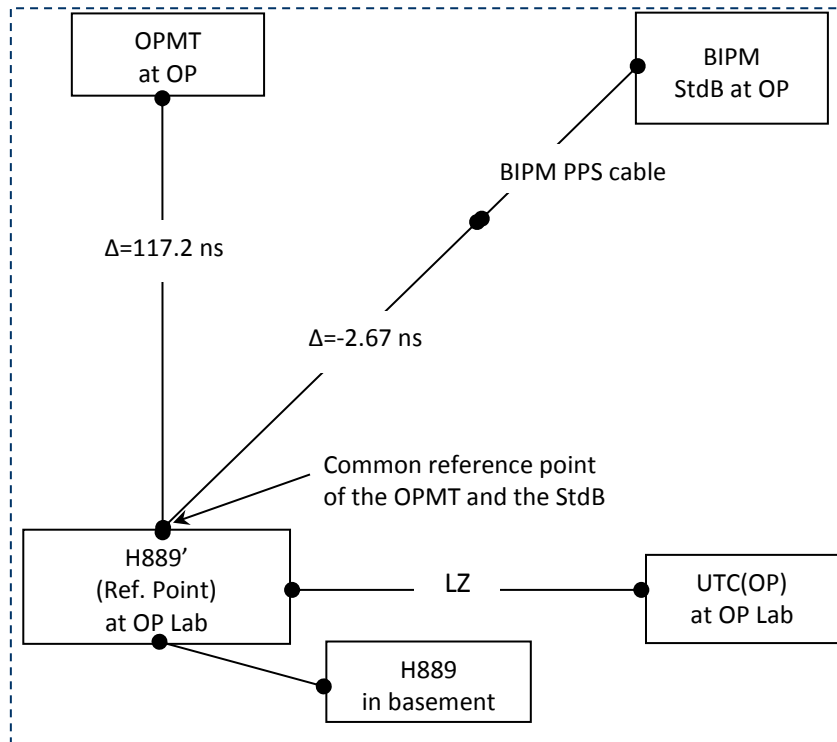 OPMT
at OP
BIPM
StdB at OP
BIPM PPS cable
Δ=117.2 ns
Δ=-2.67 ns
Common reference point
of the OPMT and the StdB
H889’
(Ref. Point)
at OP Lab
LZ
UTC(OP)
at OP Lab
H889
in basement